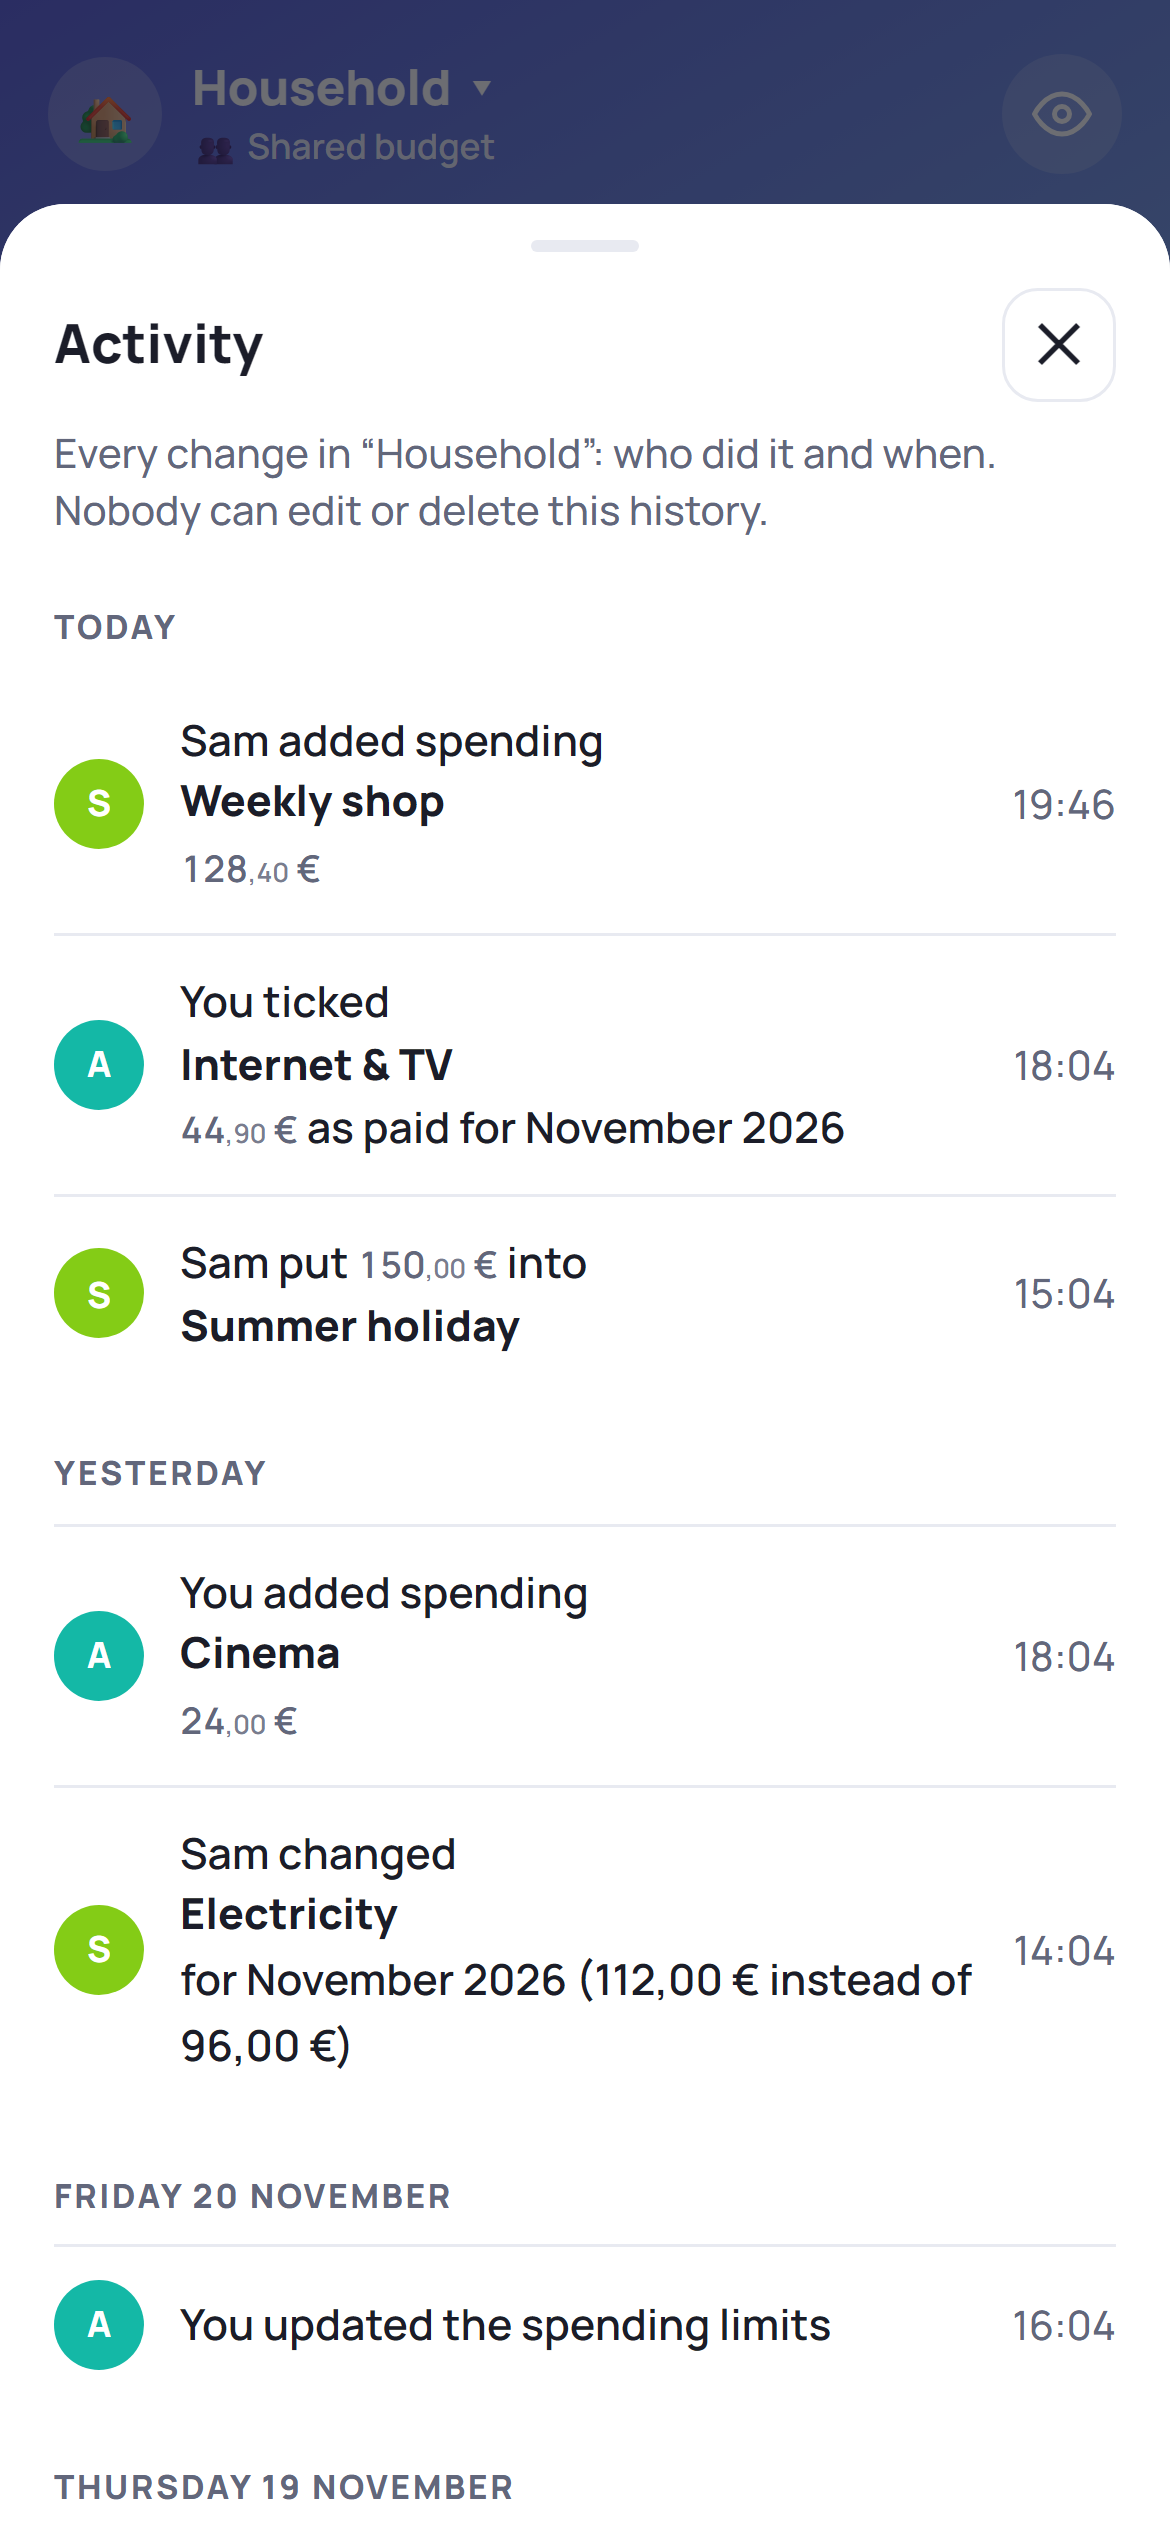 Household
Shared budget
Activity
Every change in “Household”: who did it and when.
Nobody can edit or delete this history.
TODAY
S
Sam added spending
Weekly shop
128,40 €
19:46
A
You ticked
Internet & TV
44,90 € as paid for November 2026
18:04
S
Sam put 150,00 € into
Summer holiday
15:04
YESTERDAY
A
You added spending
Cinema
24,00 €
18:04
S
Sam changed
Electricity
for November 2026 (112,00 € instead of
96,00 €)
14:04
FRIDAY 20 NOVEMBER
A
You updated the spending limits
16:04
THURSDAY 19 NOVEMBER